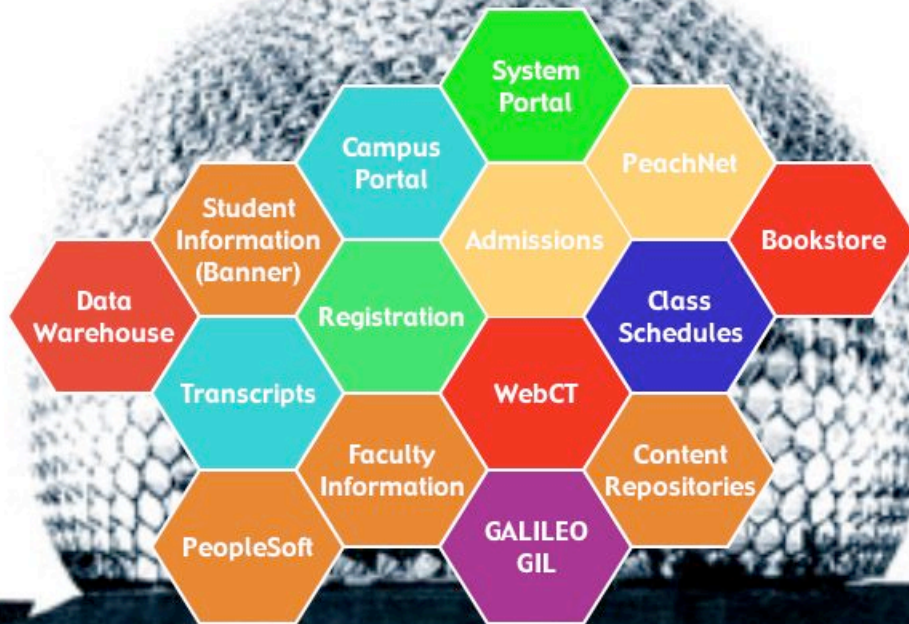 System
Portal
Campus
Portal
PeachNet
Student
Information
(Banner)
Admissions
Bookstore
Data
Warehouse
Registration
Class
Schedules
Transcripts
WebCT
Faculty
Information
Content
Repositories
PeopleSoft
GALILEO
GIL